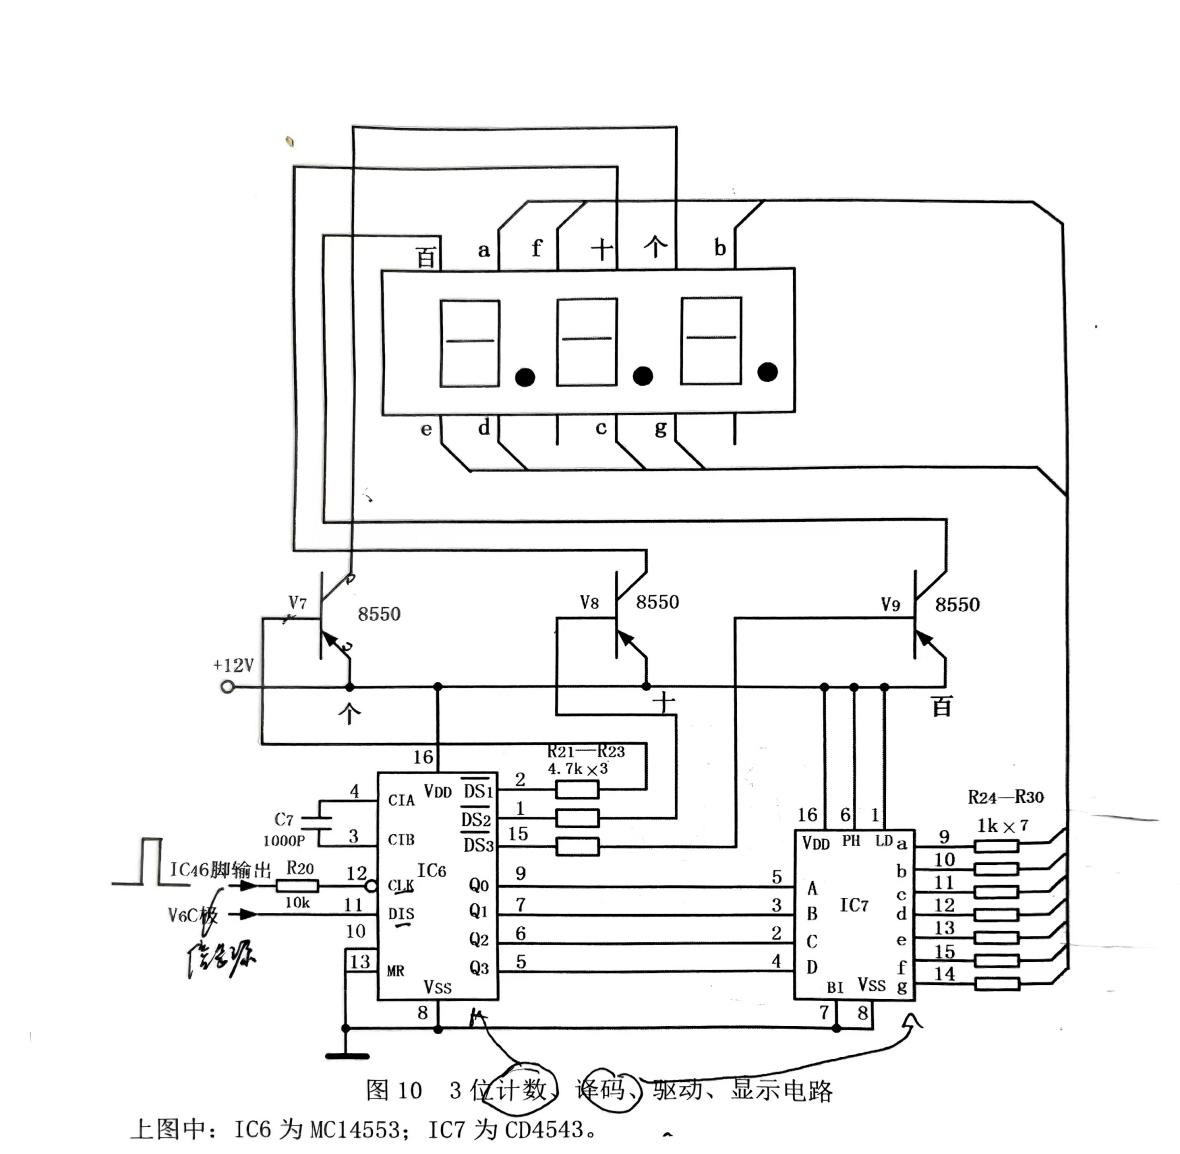 百 a f 十 个 b
e d c g
V7 8550 V8 8550 V9 8550
+12V
个 十 百
R21—R23
4.7k×3
16 VDD
4 CIA DS1 2
C7 1000P
3 CIB DS2 1
DS3 15
IC6
IC46脚输出 R20 10k 12 CLK Q0 9
V6C极 11 DIS Q1 7
信号源
10 Q2 6
13 MR Q3 5
VSS 8
16 6 1
VDD PH LD
R24—R30
1k×7
a 9
b 10
5 A c 11
3 B IC7 d 12
2 C e 13
4 D f 15
BI VSS g 14
7 8
图10 3位计数、译码、驱动、显示电路
上图中：IC6为MC14553；IC7为CD4543。